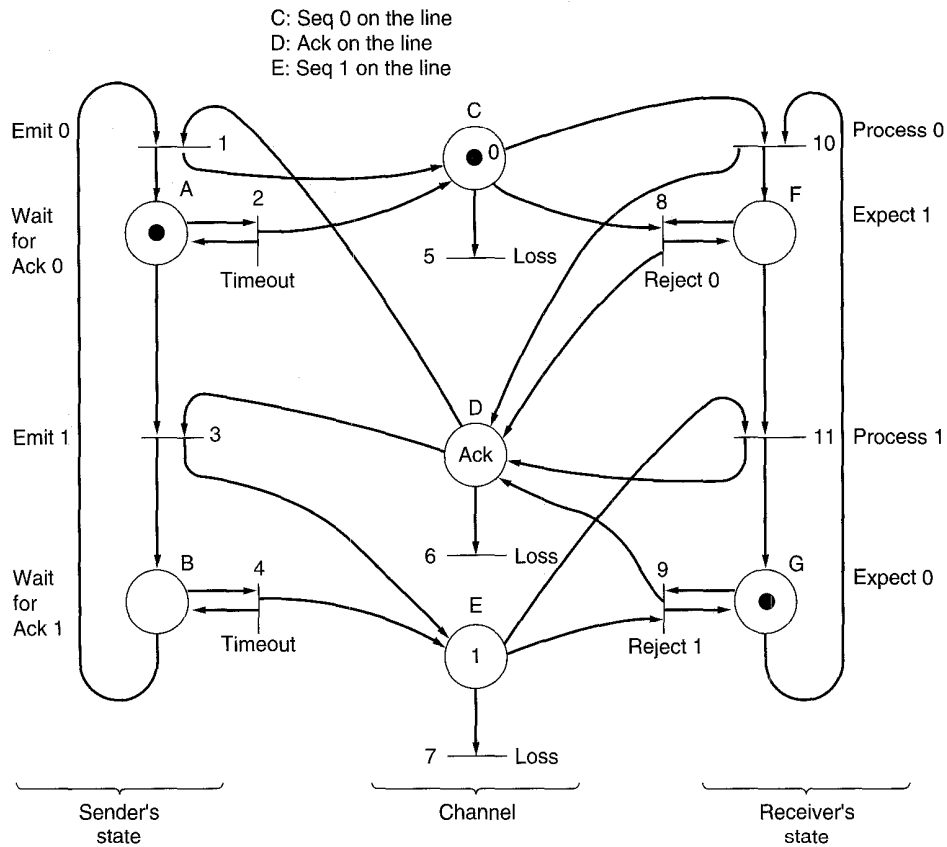 C: Seq 0 on the line
D: Ack on the line
E: Seq 1 on the line
C
Emit 0
1
0
10
Process 0
A
2
8
F
Wait
for
Ack 0
Expect 1
Timeout
5
Loss
Reject 0
D
Emit 1
3
Ack
11
Process 1
6
Loss
B
4
E
9
G
Wait
for
Ack 1
Expect 0
Timeout
1
Reject 1
7
Loss
Sender's
state
Channel
Receiver's
state